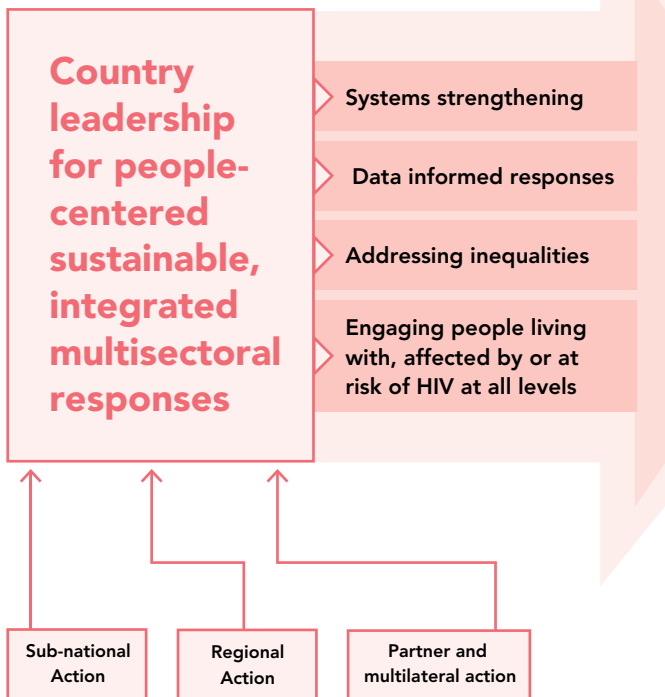 Country
leadership
for people-
centered
sustainable,
integrated
multisectoral
responses
Systems strengthening
Data informed responses
Addressing inequalities
Engaging people living
with, affected by or at
risk of HIV at all levels
Sub-national
Action
Regional
Action
Partner and
multilateral action